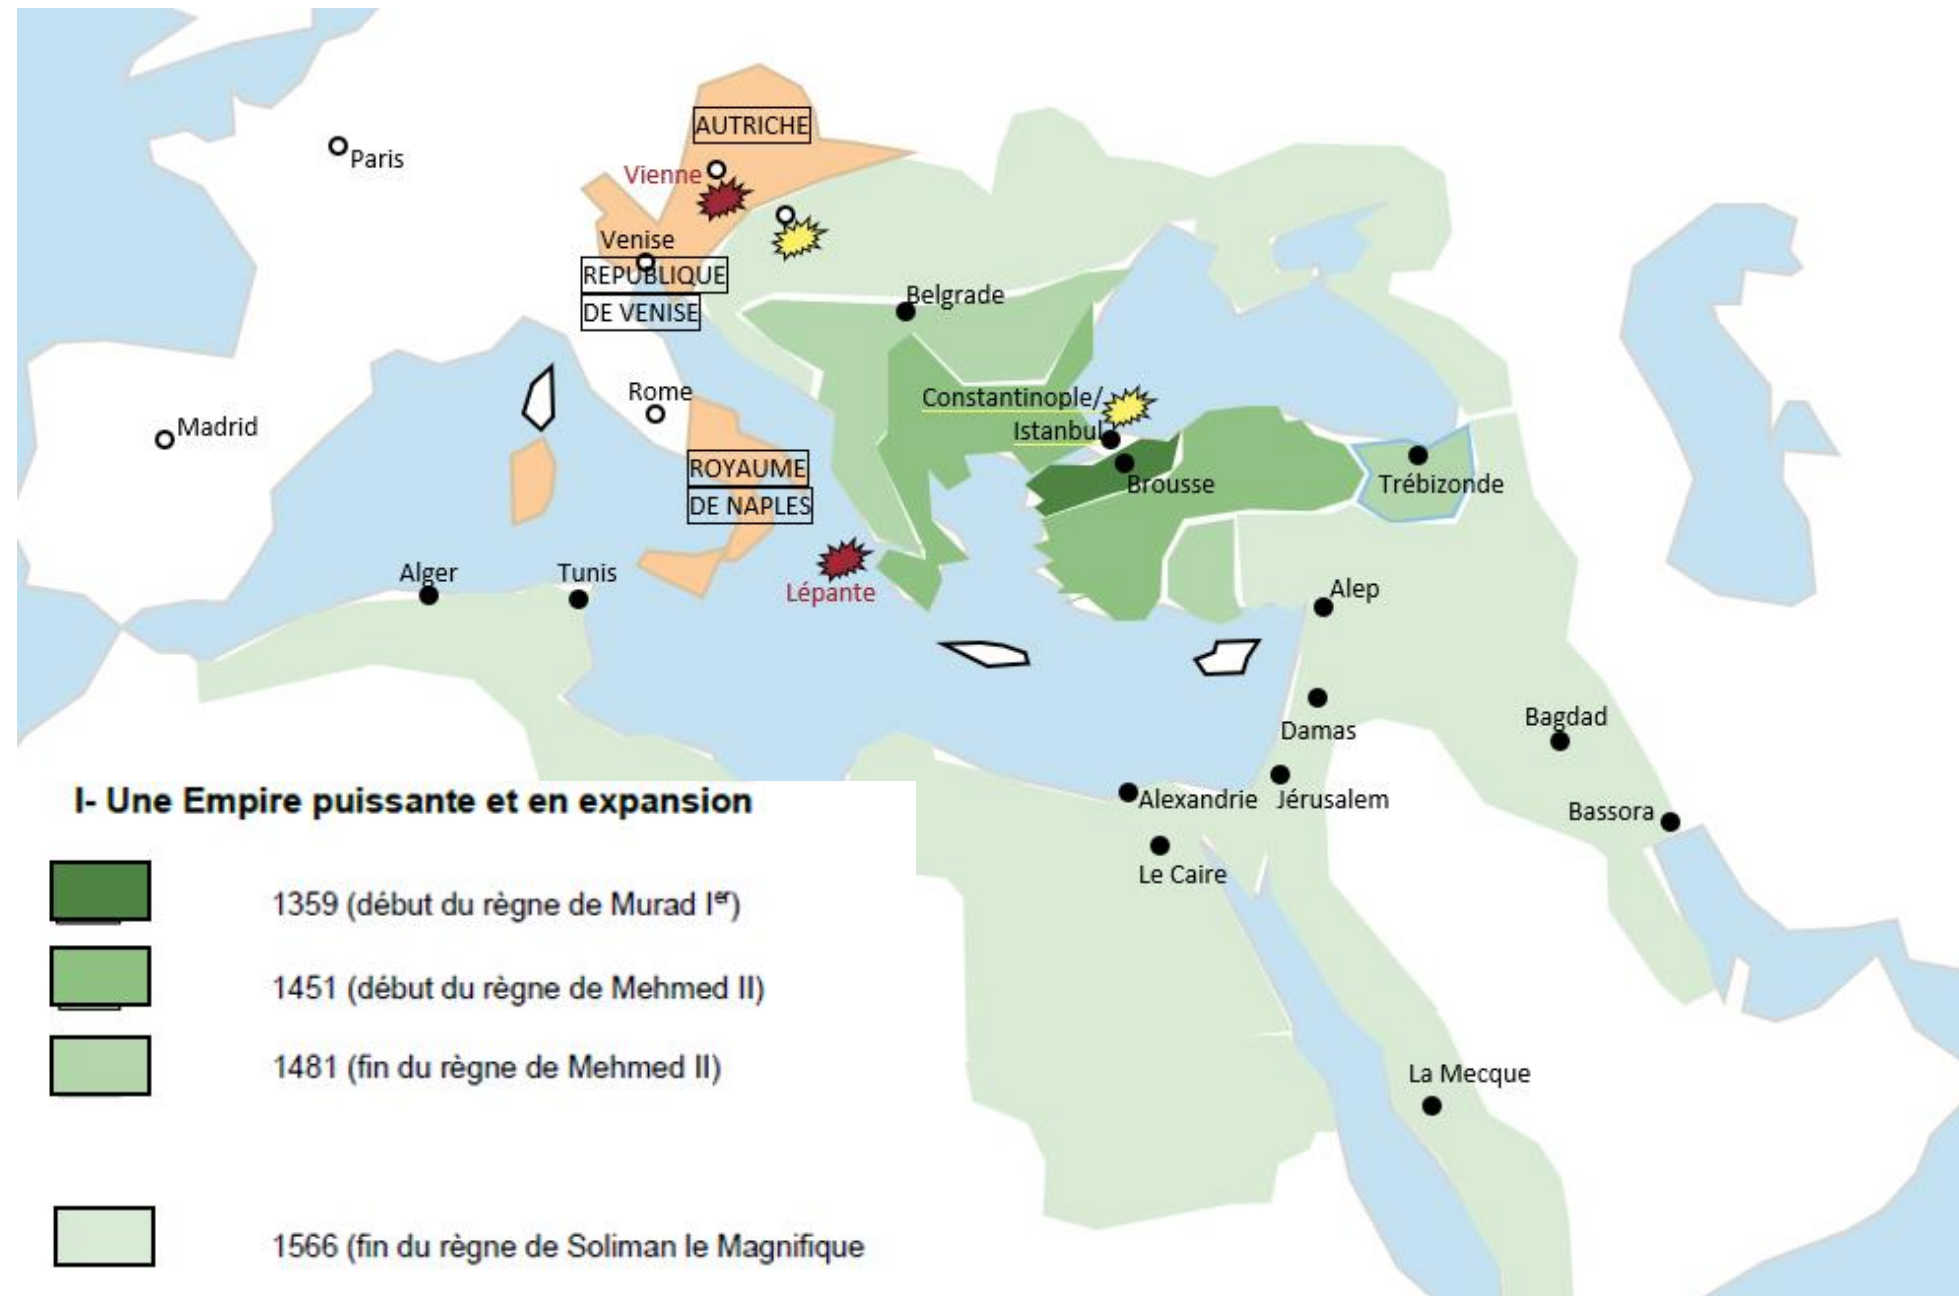 AUTRICHE
Paris
Vienne
Venise
REPUBLIQUE
DE VENISE
Belgrade
Rome
Constantinople/
Istanbul
Madrid
ROYAUME
DE NAPLES
Brousse
Trébizonde
Alger
Tunis
Lépante
Alep
Damas
Bagdad
Alexandrie
Jérusalem
Bassora
Le Caire
La Mecque
I- Une Empire puissante et en expansion
1359 (début du règne de Murad Iᵉʳ)
1451 (début du règne de Mehmed II)
1481 (fin du règne de Mehmed II)
1566 (fin du règne de Soliman le Magnifique